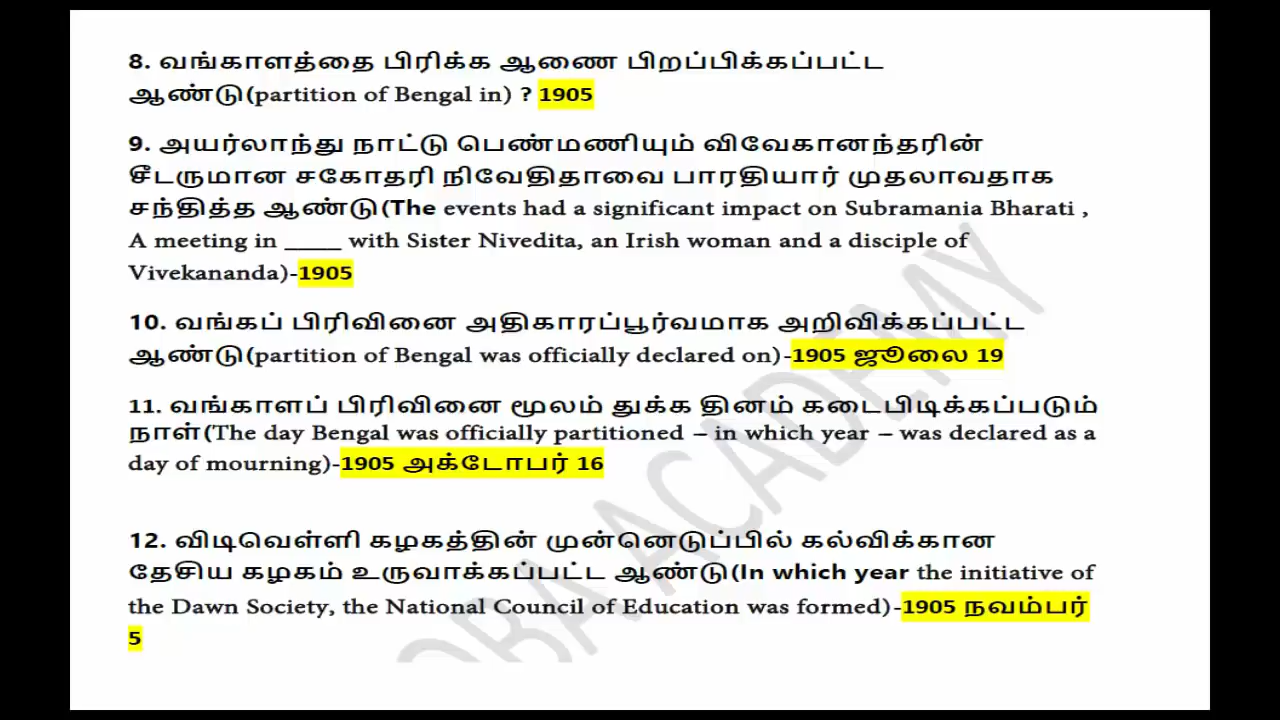 8. வங்காளத்தை பிரிக்க ஆணை பிறப்பிக்கப்பட்ட
ஆண்டு(partition of Bengal in) ? 1905
9. அயர்லாந்து நாட்டு பெண்மணியும் விவேகானந்தரின்
சீடருமான சகோதரி நிவேதிதாவை பாரதியார் முதலாவதாக
சந்தித்த ஆண்டு(The events had a significant impact on Subramania Bharati ,
A meeting in ____ with Sister Nivedita, an Irish woman and a disciple of
Vivekananda)-1905
10. வங்கப் பிரிவினை அதிகாரப்பூர்வமாக அறிவிக்கப்பட்ட
ஆண்டு(partition of Bengal was officially declared on)-1905 ஜூலை 19
11. வங்காளப் பிரிவினை மூலம் துக்க தினம் கடைபிடிக்கப்படும்
நாள்(The day Bengal was officially partitioned – in which year – was declared as a
day of mourning)-1905 அக்டோபர் 16
12. விடிவெள்ளி கழகத்தின் முன்னெடுப்பில் கல்விக்கான
தேசிய கழகம் உருவாக்கப்பட்ட ஆண்டு(In which year the initiative of
the Dawn Society, the National Council of Education was formed)-1905 நவம்பர்
5
ACADEMY